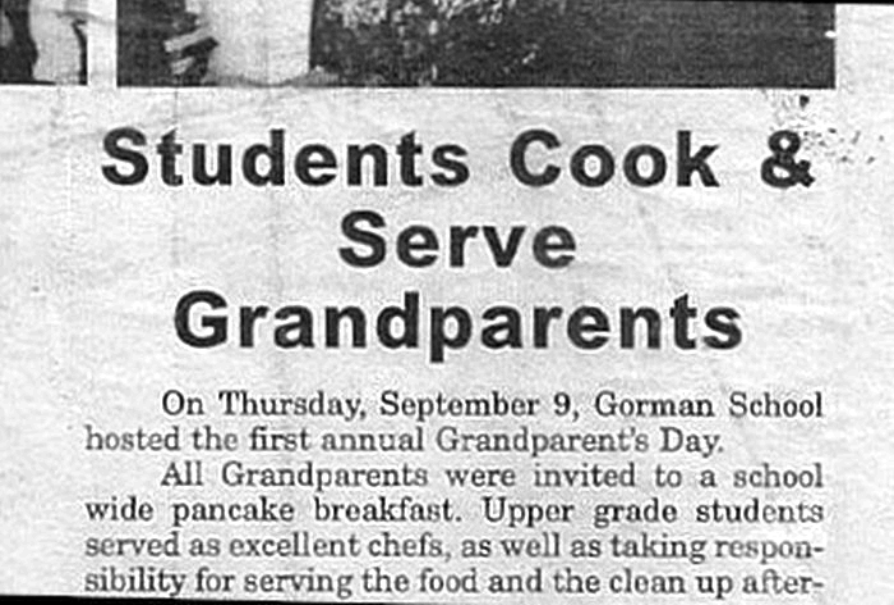 Students Cook &
Serve
Grandparents
On Thursday, September 9, Gorman School
hosted the first annual Grandparent's Day.
All Grandparents were invited to a school
wide pancake breakfast. Upper grade students
served as excellent chefs, as well as taking respon-
sibility for serving the food and the clean up after-